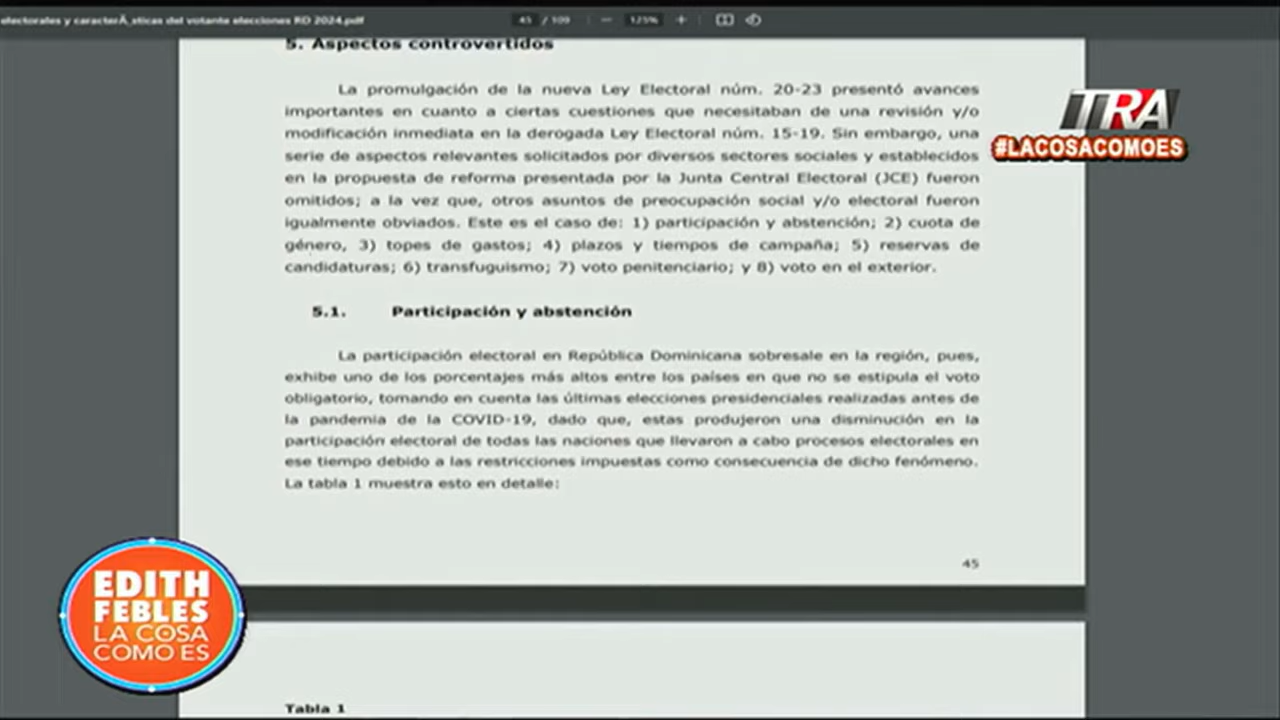 electorales y caracterÃ_sticas del votante elecciones RD 2024.pdf
45 / 109
125%
5. Aspectos controvertidos
La promulgación de la nueva Ley Electoral núm. 20-23 presentó avances
importantes en cuanto a ciertas cuestiones que necesitaban de una revisión y/o
modificación inmediata en la derogada Ley Electoral núm. 15-19. Sin embargo, una
serie de aspectos relevantes solicitados por diversos sectores sociales y establecidos
en la propuesta de reforma presentada por la Junta Central Electoral (JCE) fueron
omitidos; a la vez que, otros asuntos de preocupación social y/o electoral fueron
igualmente obviados. Este es el caso de: 1) participación y abstención; 2) cuota de
género, 3) topes de gastos; 4) plazos y tiempos de campaña; 5) reservas de
candidaturas; 6) transfuguismo; 7) voto penitenciario; y 8) voto en el exterior.
5.1. Participación y abstención
La participación electoral en República Dominicana sobresale en la región, pues,
exhibe uno de los porcentajes más altos entre los países en que no se estipula el voto
obligatorio, tomando en cuenta las últimas elecciones presidenciales realizadas antes de
la pandemia de la COVID-19, dado que, estas produjeron una disminución en la
participación electoral de todas las naciones que llevaron a cabo procesos electorales en
ese tiempo debido a las restricciones impuestas como consecuencia de dicho fenómeno.
La tabla 1 muestra esto en detalle:
45
Tabla 1
TRA
#LACOSACOMOES
EDITH
FEBLES
LA COSA
COMO ES